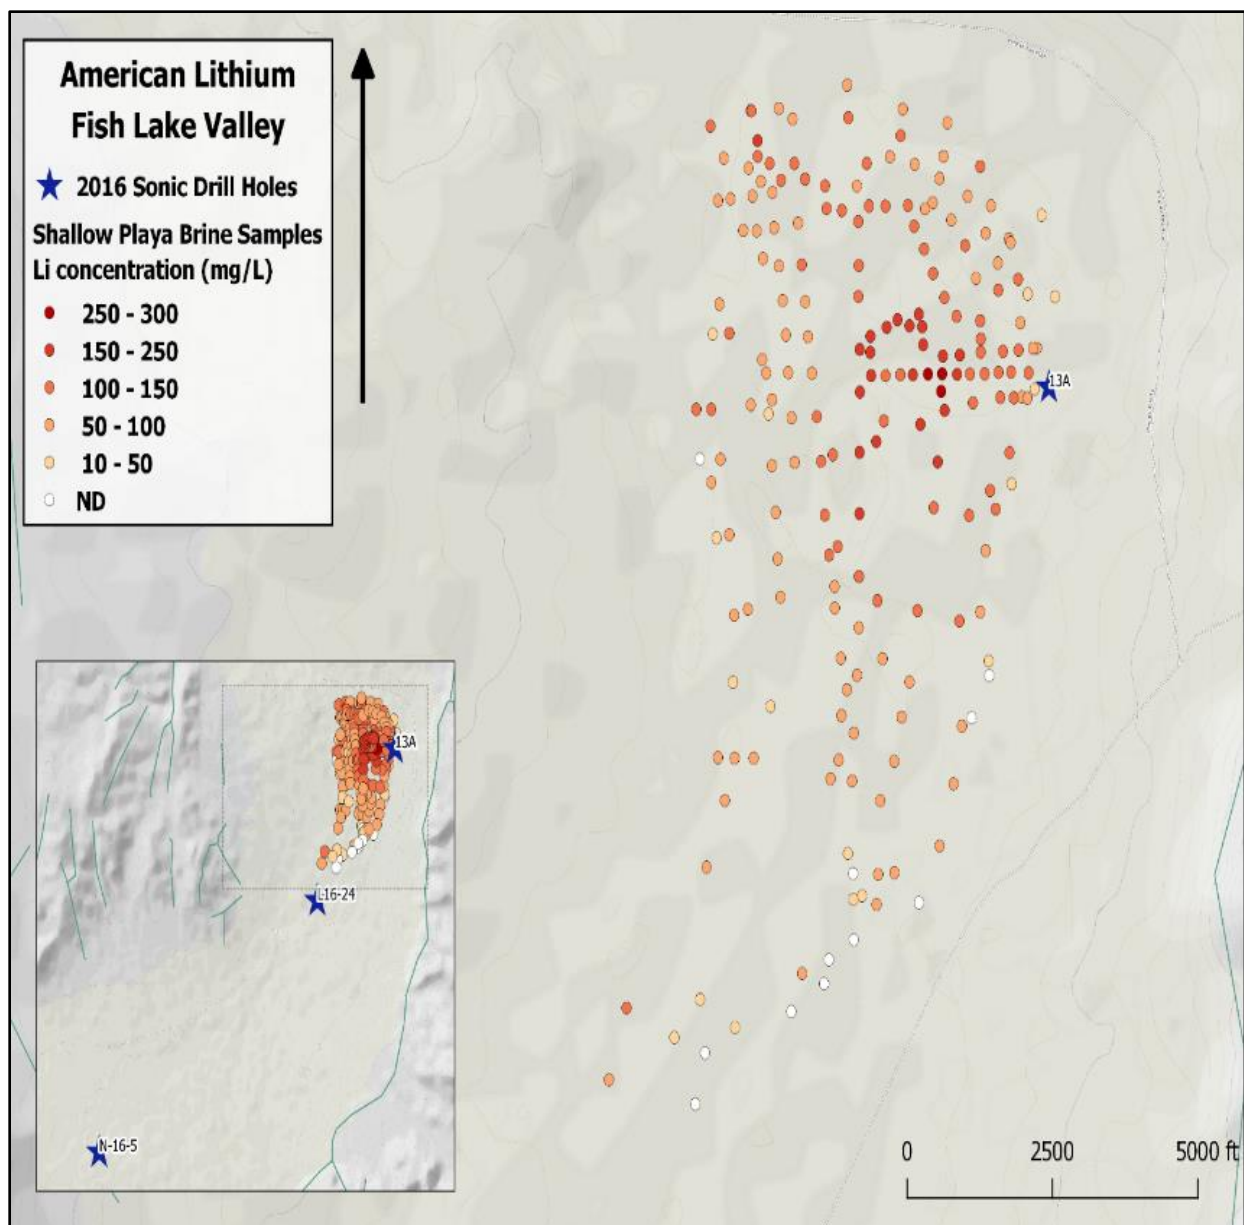 American Lithium
Fish Lake Valley
2016 Sonic Drill Holes
Shallow Playa Brine Samples
Li concentration (mg/L)
250 - 300
150 - 250
100 - 150
50 - 100
10 - 50
ND
13A
13A
L16-24
N-16-5
0 2500 5000 ft